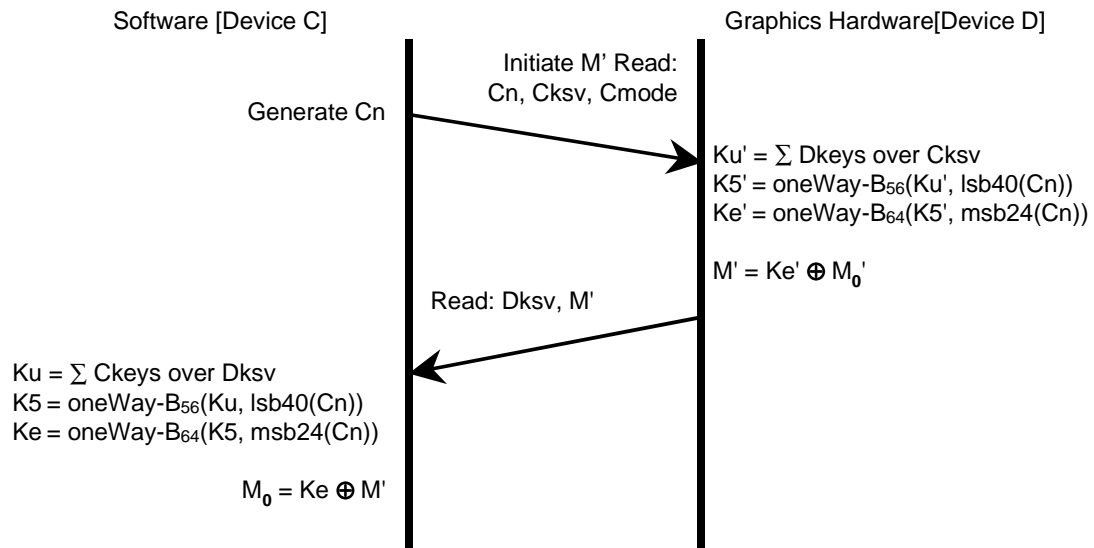 Software [Device C]
Graphics Hardware[Device D]
Initiate M’ Read:
Cn, Cksv, Cmode
Generate Cn
Ku' = ∑ Dkeys over Cksv
K5' = oneWay-B₅₆(Ku', lsb40(Cn))
Ke' = oneWay-B₆₄(K5', msb24(Cn))
M' = Ke' ⊕ M₀'
Read: Dksv, M'
Ku = ∑ Ckeys over Dksv
K5 = oneWay-B₅₆(Ku, lsb40(Cn))
Ke = oneWay-B₆₄(K5, msb24(Cn))
M₀ = Ke ⊕ M'